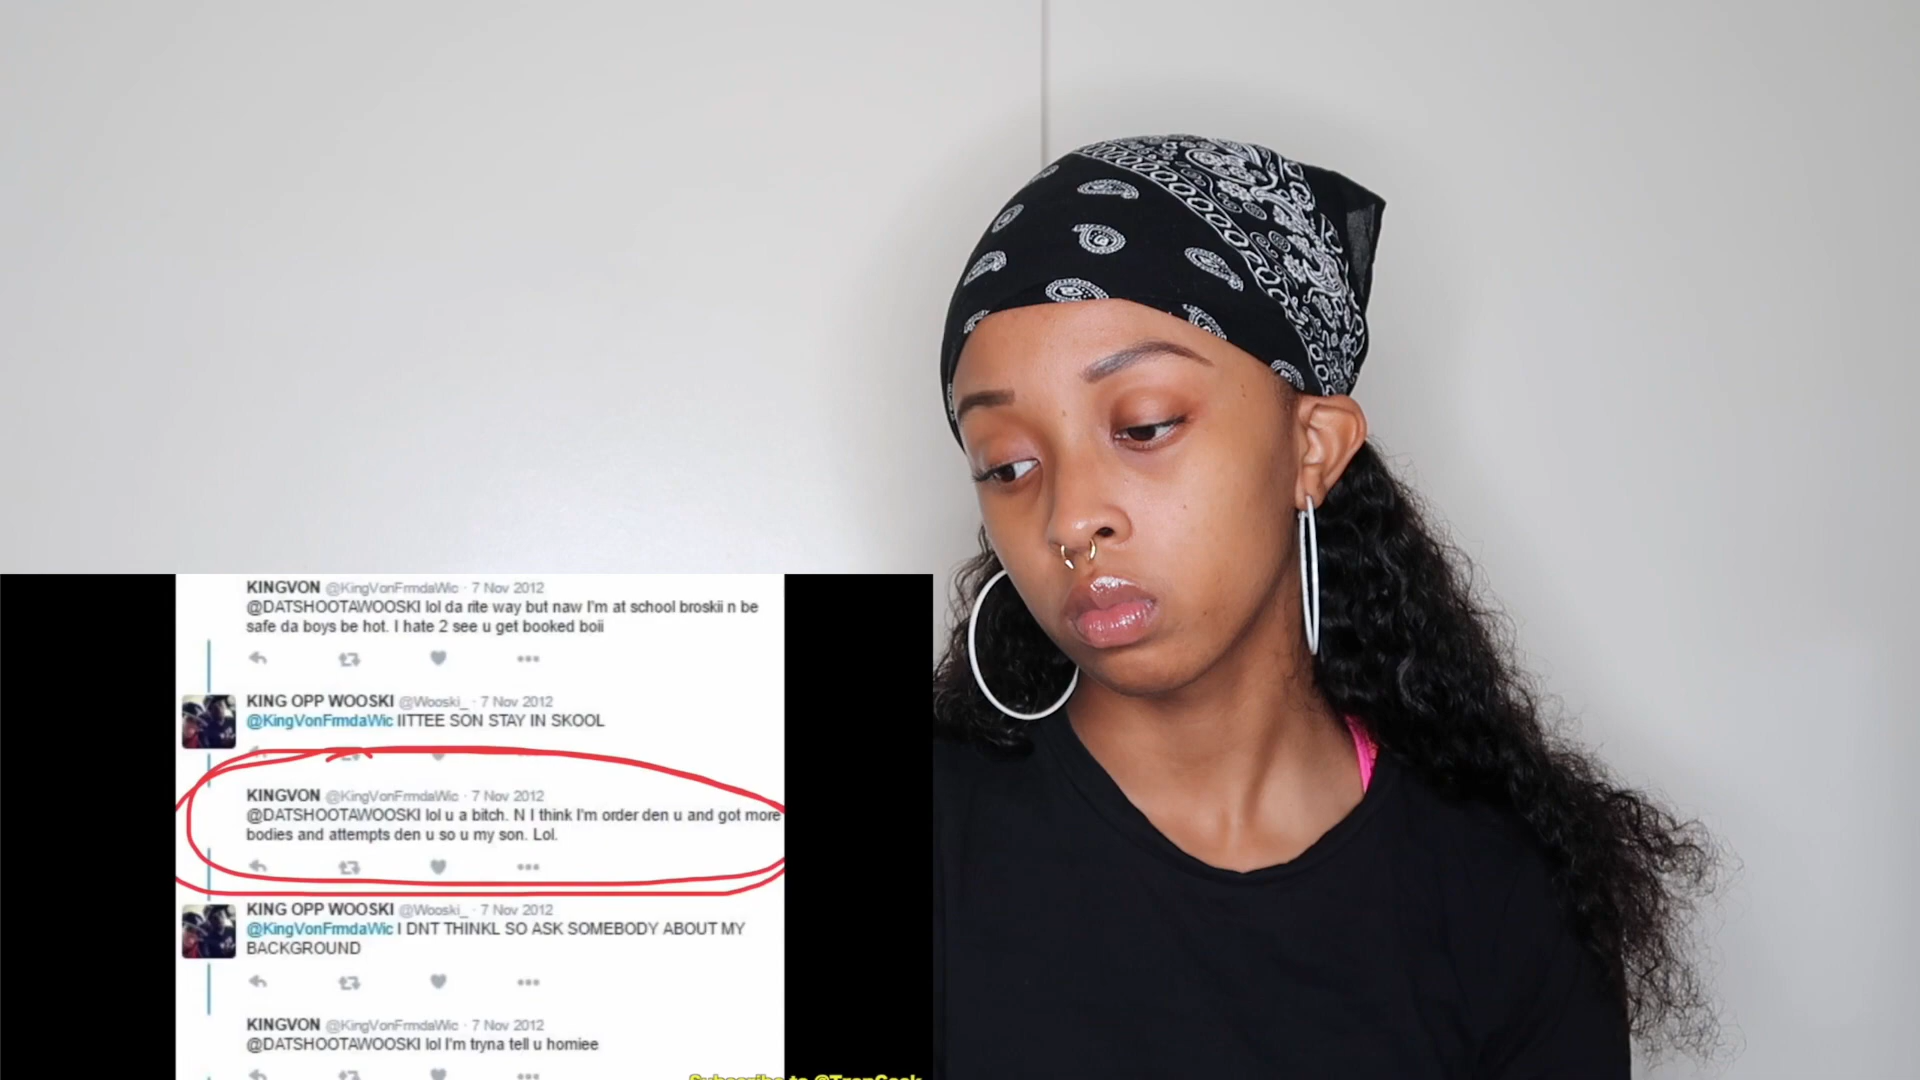 KINGVON @KingVonFrmdaWic · 7 Nov 2012
@DATSHOOTAWOOSKI lol da rite way but naw I'm at school broskii n be
safe da boys be hot. I hate 2 see u get booked boii
KING OPP WOOSKI @Wooski_ · 7 Nov 2012
@KingVonFrmdaWic IITTEE SON STAY IN SKOOL
KINGVON @KingVonFrmdaWic · 7 Nov 2012
@DATSHOOTAWOOSKI lol u a bitch. N I think I'm order den u and got more
bodies and attempts den u so u my son. Lol.
KING OPP WOOSKI @Wooski_ · 7 Nov 2012
@KingVonFrmdaWic I DNT THINKL SO ASK SOMEBODY ABOUT MY
BACKGROUND
KINGVON @KingVonFrmdaWic · 7 Nov 2012
@DATSHOOTAWOOSKI lol I'm tryna tell u homiee
Subscribe to